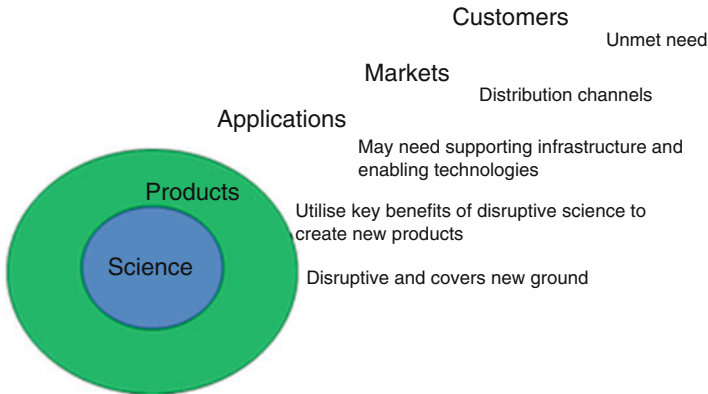 Customers
Unmet need
Markets
Distribution channels
Applications
May need supporting infrastructure and
enabling technologies
Products
Utilise key benefits of disruptive science to
create new products
Science
Disruptive and covers new ground